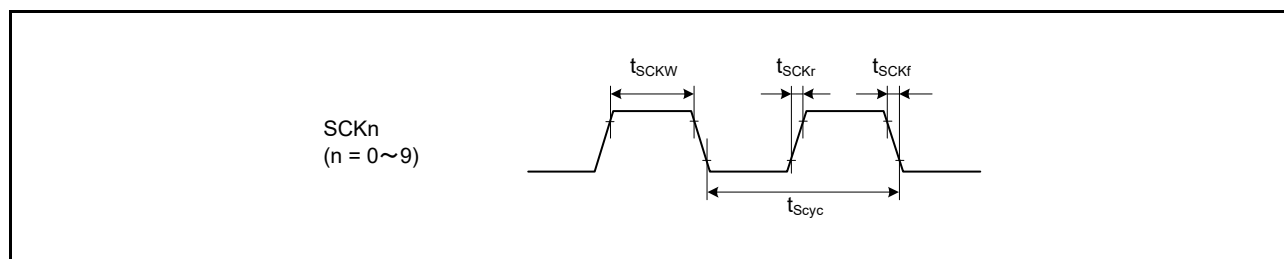 tSCKW
tSCKr
tSCKf
SCKn
(n = 0～9)
tScyc